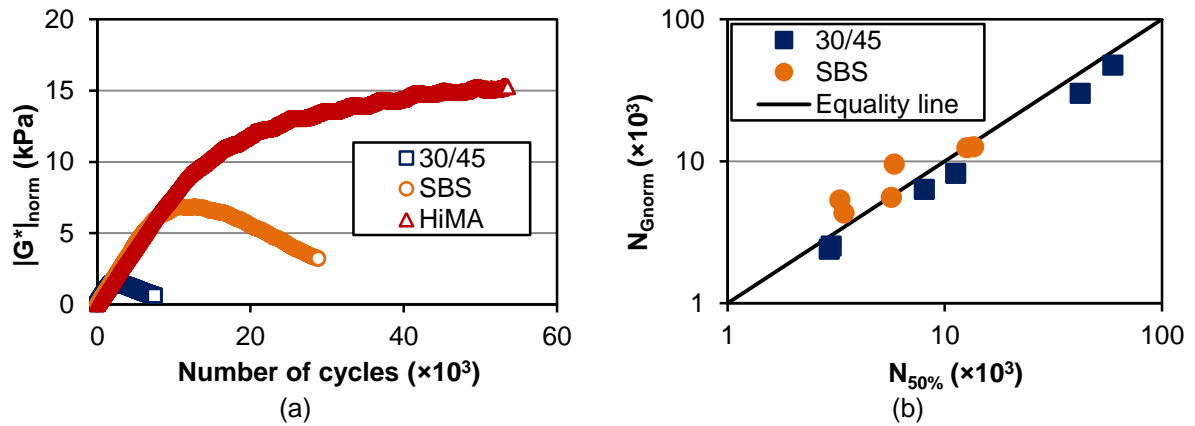 20
15
10
5
0
|G*|norm (kPa)
30/45
SBS
HiMA
0 20 40 60
Number of cycles (×10³)
(a)
100
10
1
N_Gnorm (×10³)
30/45
SBS
Equality line
1 10 100
N50% (×10³)
(b)